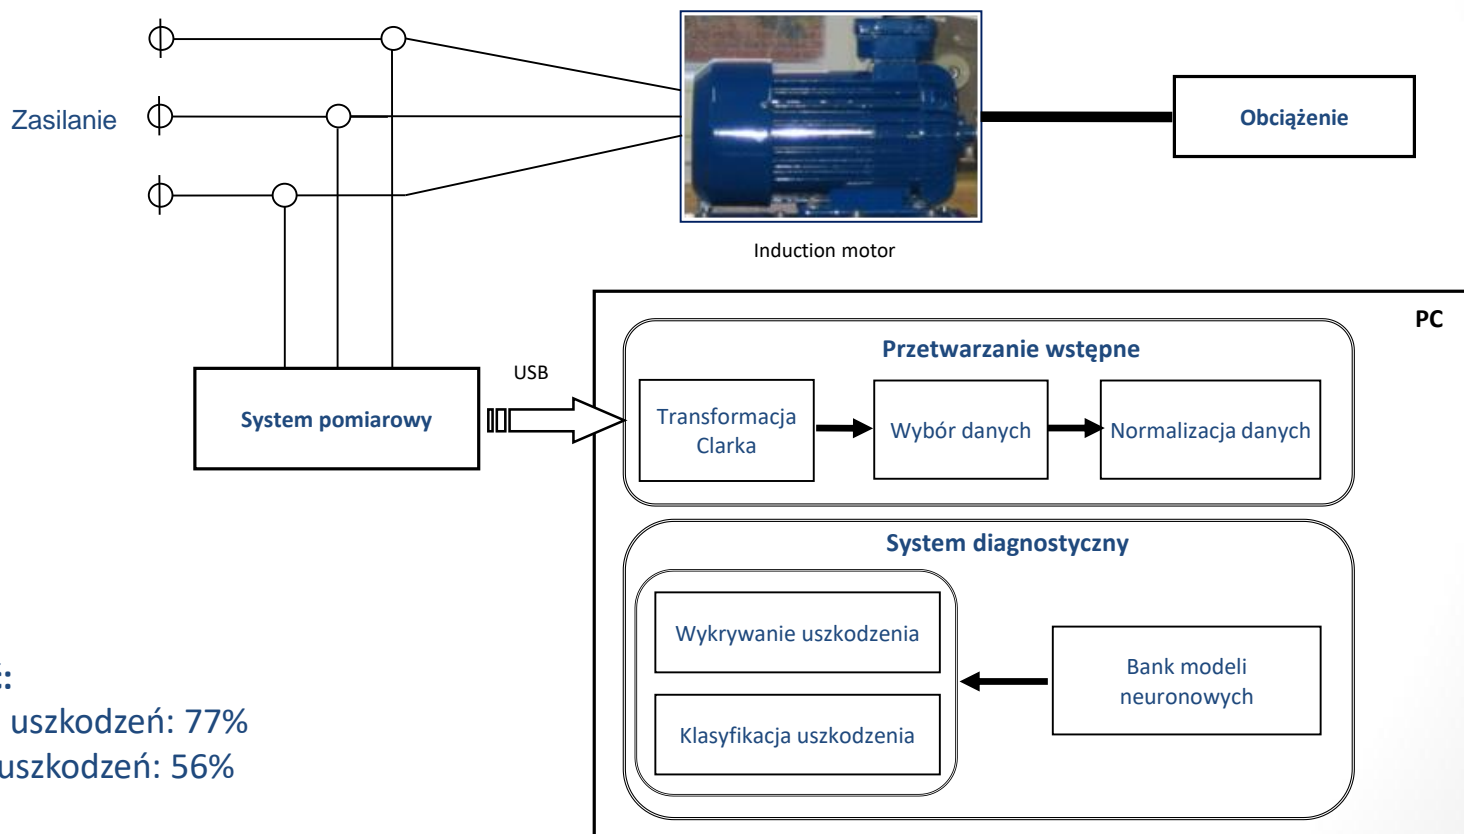 Zasilanie
Obciążenie
Induction motor
PC
Przetwarzanie wstępne
USB
System pomiarowy
Transformacja
Clarka
Wybór danych
Normalizacja danych
System diagnostyczny
Wykrywanie uszkodzenia
Klasyfikacja uszkodzenia
Bank modeli
neuronowych
uszkodzeń: 77%
uszkodzeń: 56%